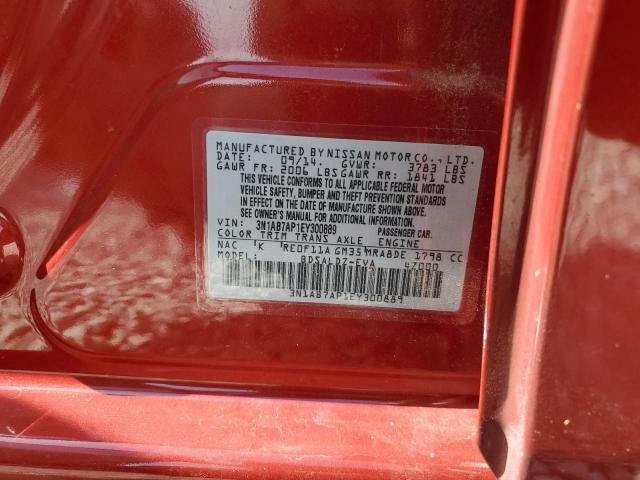 MANUFACTURED BY NISSAN MOTOR CO., LTD.
DATE: 09/14. GVWR: 3783 LBS
GAWR FR: 2006 LBS GAWR RR: 1841 LBS
THIS VEHICLE CONFORMS TO ALL APPLICABLE FEDERAL MOTOR
VEHICLE SAFETY, BUMPER, AND THEFT PREVENTION STANDARDS
IN EFFECT ON THE DATE OF MANUFACTURE SHOWN ABOVE.
SEE OWNER'S MANUAL FOR ADDITIONAL INFORMATION.
VIN: 3N1AB7AP1EY300889 PASSENGER CAR.
COLOR TRIM TRANS AXLE ENGINE
NAC K RE0F11A GM35 MRA8DE 1798 CC
MODEL: BDSALDZ-EVA 47000
3N1AB7AP1EY300889